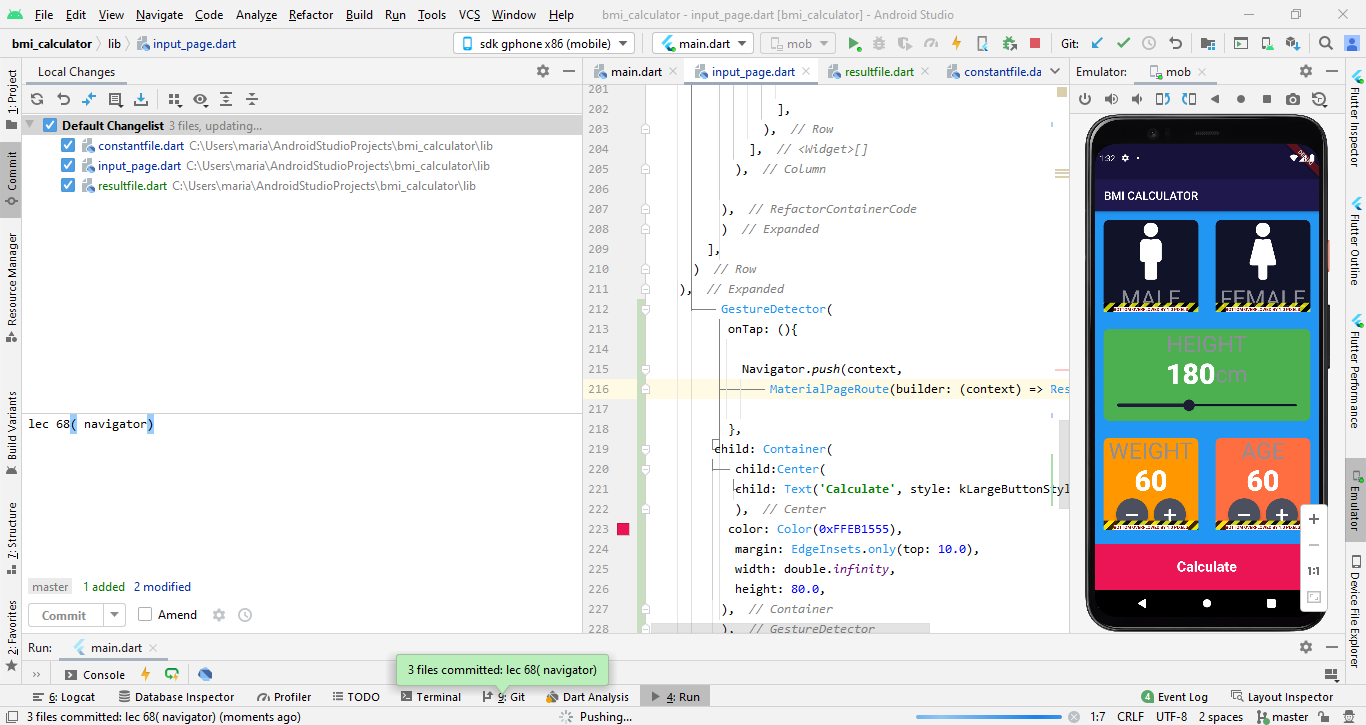 File Edit View Navigate Code Analyze Refactor Build Run Tools VCS Window Help bmi_calculator - input_page.dart [bmi_calculator] - Android Studio
bmi_calculator lib input_page.dart sdk gphone x86 (mobile) main.dart mob Git:
Local Changes
main.dart input_page.dart resultfile.dart constantfile.da
Emulator: mob
1: Project
Commit
Resource Manager
Build Variants
7: Structure
2: Favorites
Default Changelist 3 files, updating...
constantfile.dart C:\Users\maria\AndroidStudioProjects\bmi_calculator\lib
input_page.dart C:\Users\maria\AndroidStudioProjects\bmi_calculator\lib
resultfile.dart C:\Users\maria\AndroidStudioProjects\bmi_calculator\lib
lec 68( navigator)
master 1 added 2 modified
Commit Amend
201
202 ],
203 ), // Row
204 ], // <Widget>[]
205 ), // Column
206
207 ), // RefactorContainerCode
208 ) // Expanded
209 ],
210 ) // Row
211 ), // Expanded
212 GestureDetector(
213 onTap: (){
214
215 Navigator.push(context,
216 MaterialPageRoute(builder: (context) => Res
217
218 },
219 child: Container(
220 child:Center(
221 child: Text('Calculate', style: kLargeButtonStyl
222 ), // Center
223 color: Color(0xFFEB1555),
224 margin: EdgeInsets.only(top: 10.0),
225 width: double.infinity,
226 height: 80.0,
227 ), // Container
228 ), // GestureDetector
1:32
DEBUG
BMI CALCULATOR
MALE FEMALE
HEIGHT
180cm
WEIGHT AGE
60 60
Calculate
1:1
Flutter Inspector
Flutter Outline
Flutter Performance
Emulator
Device File Explorer
Run: main.dart
Console
3 files committed: lec 68( navigator)
6: Logcat Database Inspector Profiler TODO Terminal 9: Git Dart Analysis 4: Run 4 Event Log Layout Inspector
3 files committed: lec 68( navigator) (moments ago) Pushing... 1:7 CRLF UTF-8 2 spaces master